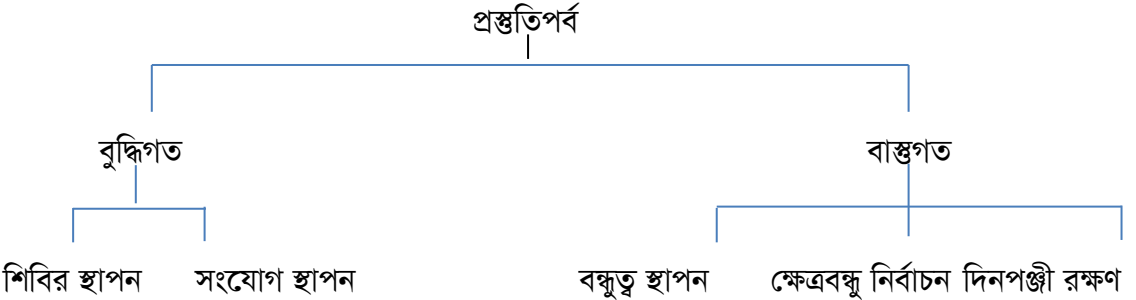 প্রস্তুতিপর্ব
বুদ্ধিগত বাস্তুগত
শিবির স্থাপন সংযোগ স্থাপন বন্ধুত্ব স্থাপন ক্ষেত্রবন্ধু নির্বাচন দিনপঞ্জী রক্ষণ